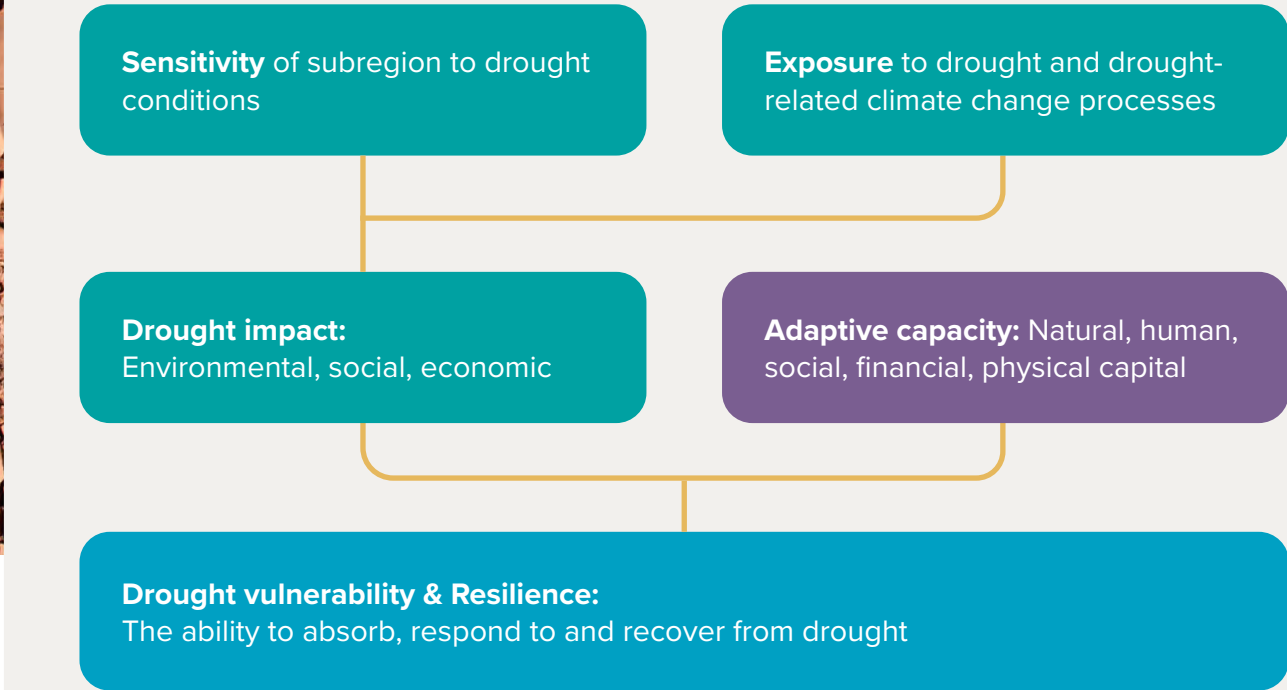 Sensitivity of subregion to drought
conditions
Exposure to drought and drought-
related climate change processes
Drought impact:
Environmental, social, economic
Adaptive capacity: Natural, human,
social, financial, physical capital
Drought vulnerability & Resilience:
The ability to absorb, respond to and recover from drought